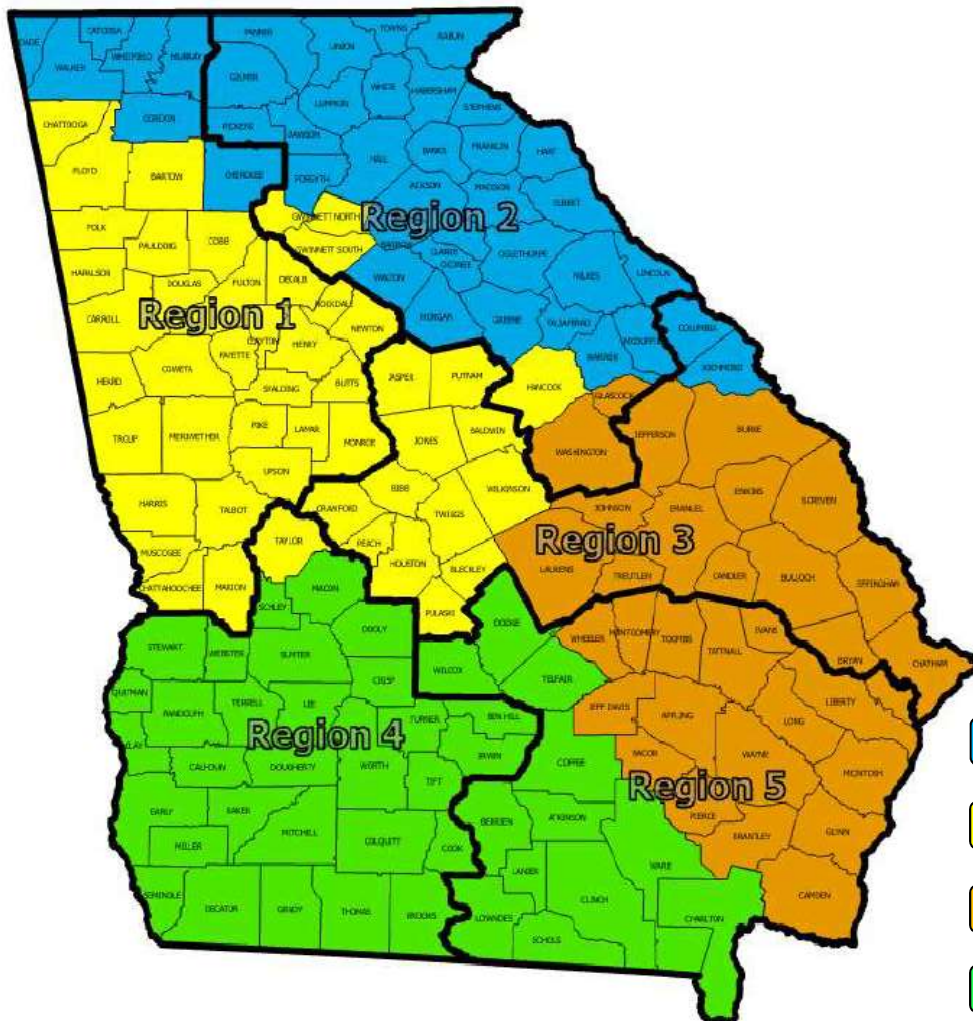 DADE
CATOOSA
WHITFIELD
MURRAY
WALKER
FANNIN
UNION
TOWNS
RABUN
GILMER
WHITE
HABERSHAM
LUMPKIN
STEPHENS
CHATTOOGA
GORDON
PICKENS
DAWSON
HALL
BANKS
FRANKLIN
HART
FLOYD
BARTOW
CHEROKEE
FORSYTH
JACKSON
MADISON
ELBERT
GWINNETT NORTH
Region 2
POLK
PAULDING
COBB
GWINNETT SOUTH
CLARKE
OCONEE
OGLETHORPE
HARALSON
DOUGLAS
FULTON
DEKALB
WALTON
WILKES
LINCOLN
CARROLL
Region 1
ROCKDALE
NEWTON
MORGAN
GREENE
TALIAFERRO
COLUMBIA
CLAYTON
HENRY
FAYETTE
WARREN
MCDUFFIE
RICHMOND
HEARD
COWETA
SPALDING
BUTTS
JASPER
PUTNAM
HANCOCK
GLASCOCK
TROUP
MERIWETHER
PIKE
LAMAR
MONROE
JONES
BALDWIN
WASHINGTON
JEFFERSON
BURKE
UPSON
HARRIS
TALBOT
CRAWFORD
BIBB
TWIGGS
WILKINSON
JOHNSON
EMANUEL
JENKINS
SCREVEN
MUSCOGEE
TAYLOR
PEACH
HOUSTON
BLECKLEY
LAURENS
Region 3
CHATTAHOOCHEE
MARION
MACON
TREUTLEN
CANDLER
BULLOCH
EFFINGHAM
SCHLEY
PULASKI
DODGE
STEWART
WEBSTER
SUMTER
DOOLY
WILCOX
TELFAIR
WHEELER
MONTGOMERY
TOOMBS
TATTNALL
EVANS
BRYAN
CHATHAM
QUITMAN
RANDOLPH
TERRELL
LEE
CRISP
TURNER
BEN HILL
JEFF DAVIS
APPLING
LONG
LIBERTY
Region 4
CALHOUN
DOUGHERTY
WORTH
IRWIN
TIFT
COFFEE
BACON
WAYNE
MCINTOSH
Region 5
EARLY
BAKER
MITCHELL
MILLER
COLQUITT
COOK
BERRIEN
ATKINSON
PIERCE
BRANTLEY
GLYNN
WARE
SEMINOLE
DECATUR
GRADY
THOMAS
BROOKS
LANIER
LOWNDES
CLINCH
CHARLTON
CAMDEN
ECHOLS